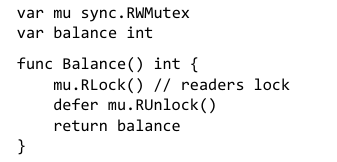 var mu sync.RWMutex
var balance int
func Balance() int {
    mu.RLock() // readers lock
    defer mu.RUnlock()
    return balance
}